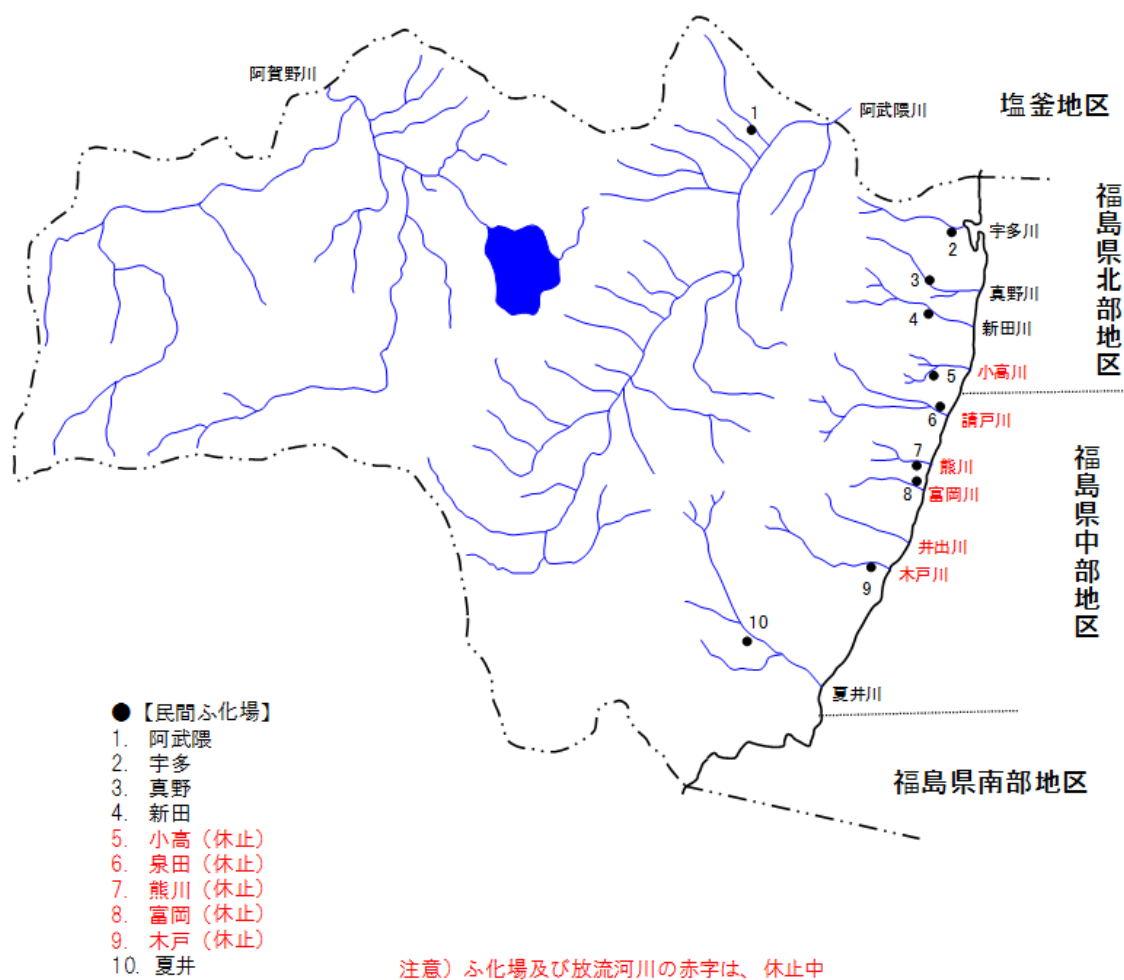 阿賀野川
塩釜地区
阿武隈川
1
福島県北部地区
宇多川
2
3
真野川
4
新田川
5
小高川
6
請戸川
福島県中部地区
7
熊川
8
富岡川
井出川
木戸川
9
10
夏井川
福島県南部地区
●【民間ふ化場】
1. 阿武隈
2. 宇多
3. 真野
4. 新田
5. 小高（休止）
6. 泉田（休止）
7. 熊川（休止）
8. 富岡（休止）
9. 木戸（休止）
10. 夏井
注意）ふ化場及び放流河川の赤字は、休止中